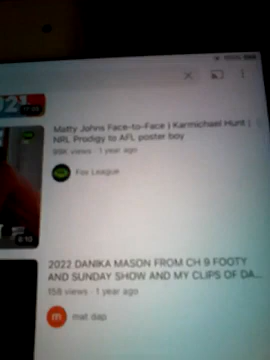 100%
Matty Johns Face-to-Face | Karmichael Hunt |
NRL Prodigy to AFL poster boy
views · 1 year ago
Fox League
2022 DANIKA MASON FROM CH 9 FOOTY
AND SUNDAY SHOW AND MY CLIPS OF DA...
158 views · 1 year ago
m
mat dap